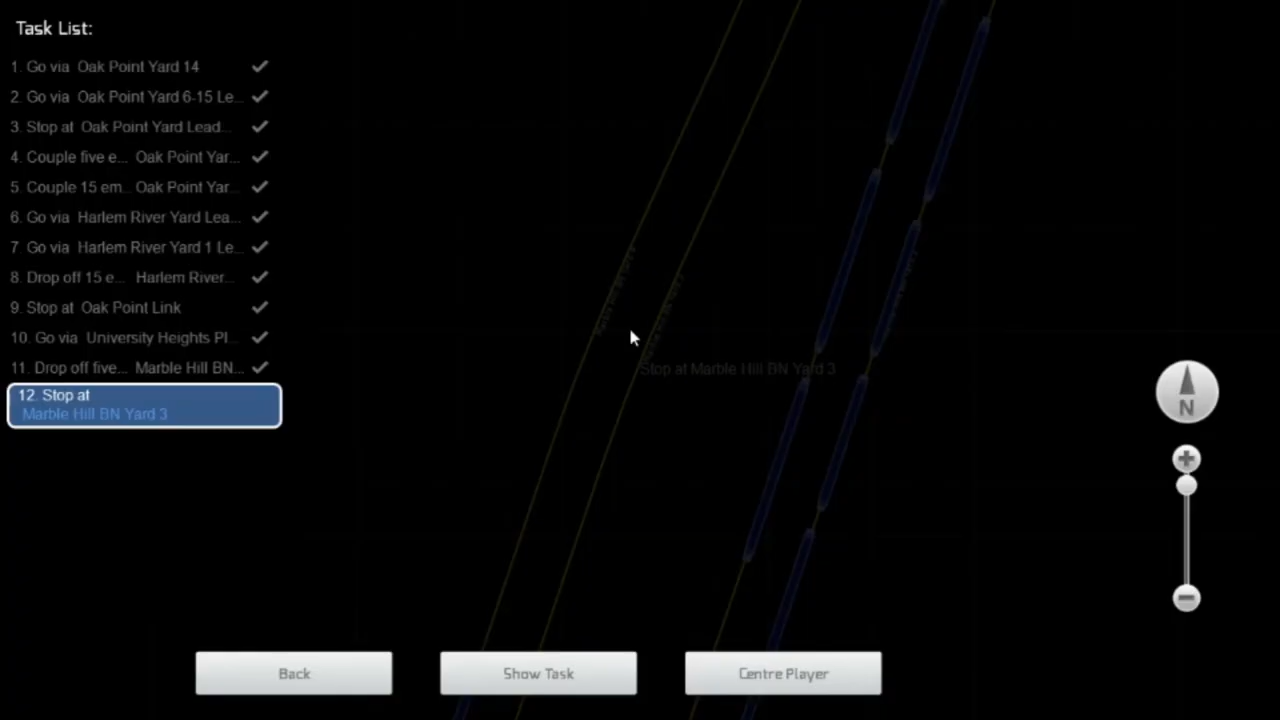 Task List:
1. Go via Oak Point Yard 14
2. Go via Oak Point Yard 6-15 Le...
3. Stop at Oak Point Yard Lead...
4. Couple five e... Oak Point Yar...
5. Couple 15 em... Oak Point Yar...
6. Go via Harlem River Yard Lea...
7. Go via Harlem River Yard 1 Le...
8. Drop off 15 e... Harlem River...
9. Stop at Oak Point Link
10. Go via University Heights Pl...
11. Drop off five... Marble Hill BN...
12. Stop at
Marble Hill BN Yard 3
Stop at Marble Hill BN Yard 3
N
Back
Show Task
Centre Player